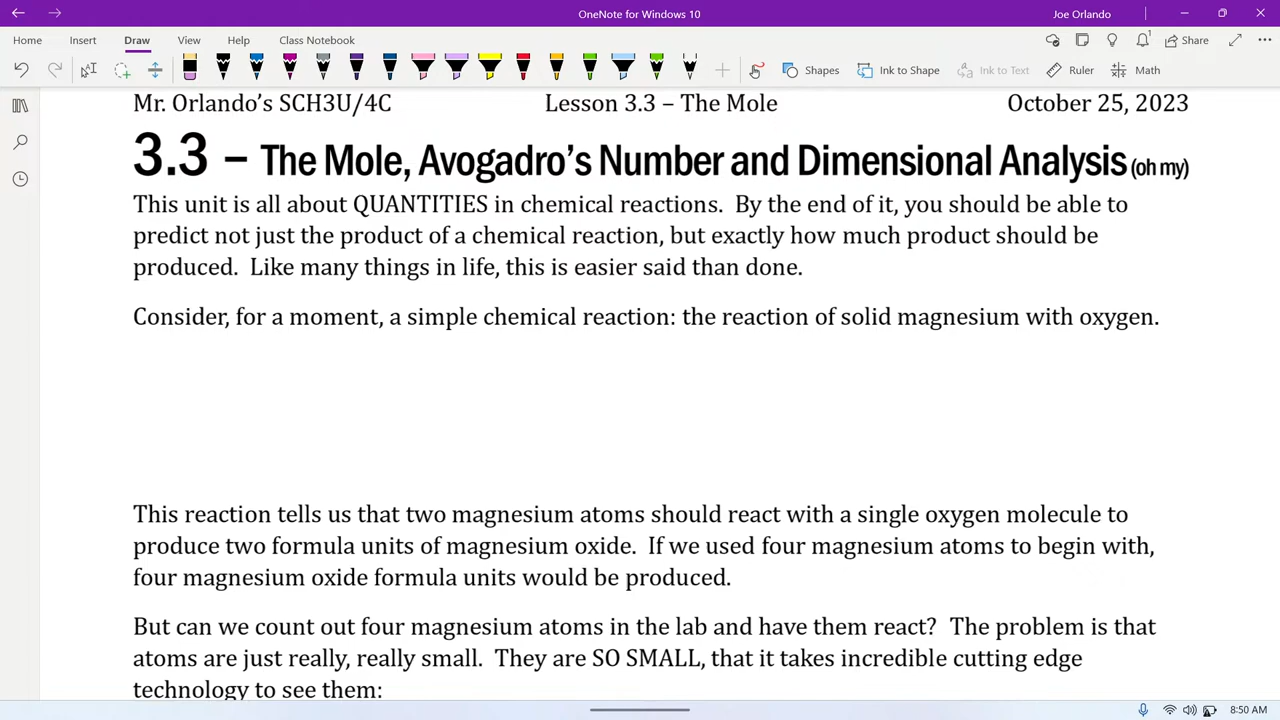 OneNote for Windows 10
Joe Orlando
Home Insert Draw View Help Class Notebook
Share
Shapes Ink to Shape Ink to Text Ruler Math
Mr. Orlando's SCH3U/4C Lesson 3.3 – The Mole October 25, 2023
3.3 – The Mole, Avogadro's Number and Dimensional Analysis (oh my)
This unit is all about QUANTITIES in chemical reactions. By the end of it, you should be able to
predict not just the product of a chemical reaction, but exactly how much product should be
produced. Like many things in life, this is easier said than done.
Consider, for a moment, a simple chemical reaction: the reaction of solid magnesium with oxygen.
This reaction tells us that two magnesium atoms should react with a single oxygen molecule to
produce two formula units of magnesium oxide. If we used four magnesium atoms to begin with,
four magnesium oxide formula units would be produced.
But can we count out four magnesium atoms in the lab and have them react? The problem is that
atoms are just really, really small. They are SO SMALL, that it takes incredible cutting edge
technology to see them:
8:50 AM